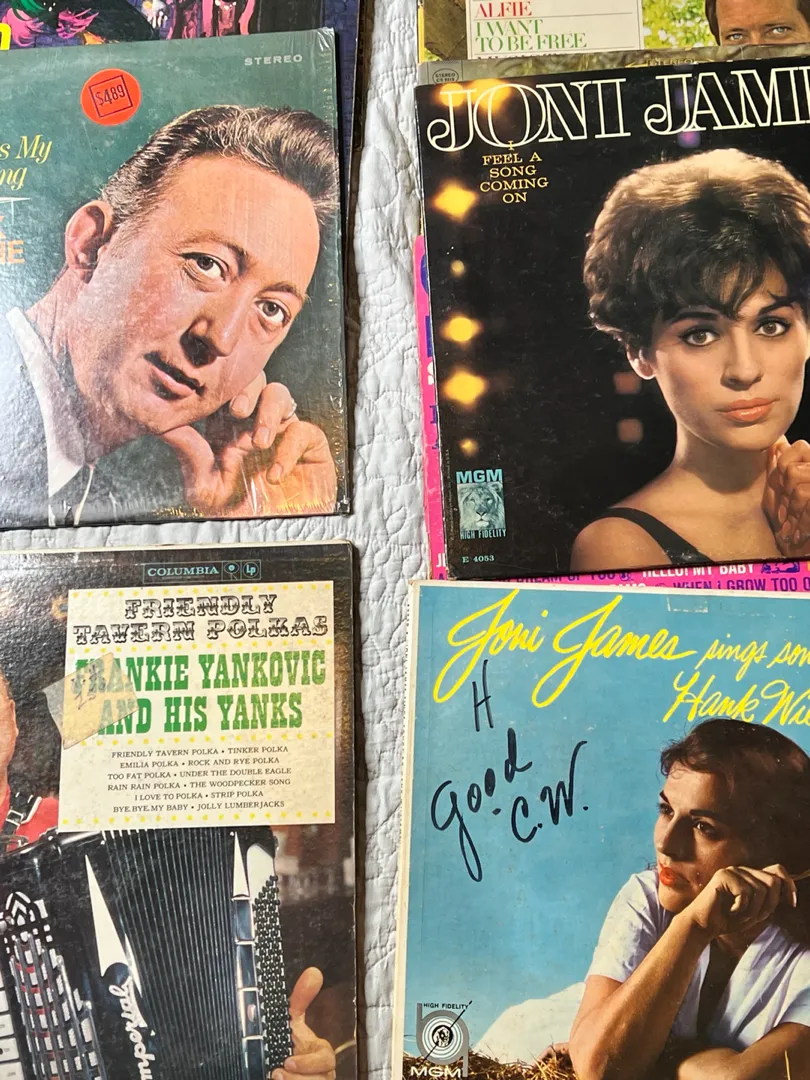 STEREO
$4.89
s My
ng
COLUMBIA
Lp
FRIENDLY
TAVERN POLKAS
FRANKIE YANKOVIC
AND HIS YANKS
FRIENDLY TAVERN POLKA • TINKER POLKA
EMILIA POLKA • ROCK AND RYE POLKA
TOO FAT POLKA • UNDER THE DOUBLE EAGLE
RAIN RAIN POLKA • THE WOODPECKER SONG
I LOVE TO POLKA • STRIP POLKA
BYE BYE MY BABY • JOLLY LUMBERJACKS
ALFIE
I WANT
TO BE FREE
STEREO
JONI JAM
I
FEEL A
SONG
COMING
ON
MGM
HIGH FIDELITY
E 4053
HELLO! MY BABY
WHEN I GROW TOO O
Joni James sings son
Hank Wi
H
Good
C.W.
HIGH FIDELITY
MGM